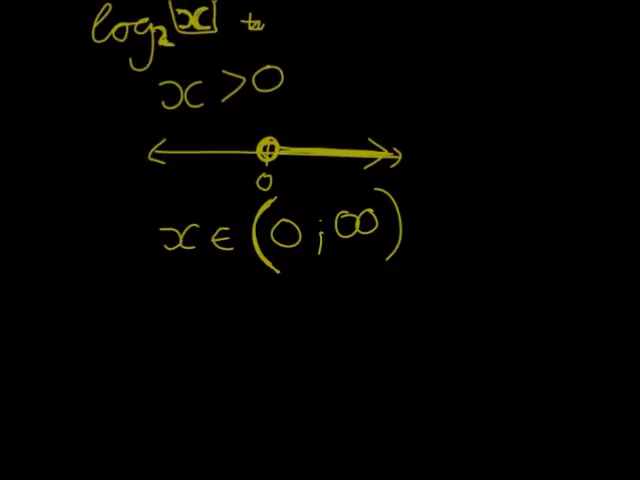 log₂ x
x > 0
0
x ∈ (0 ; ∞)